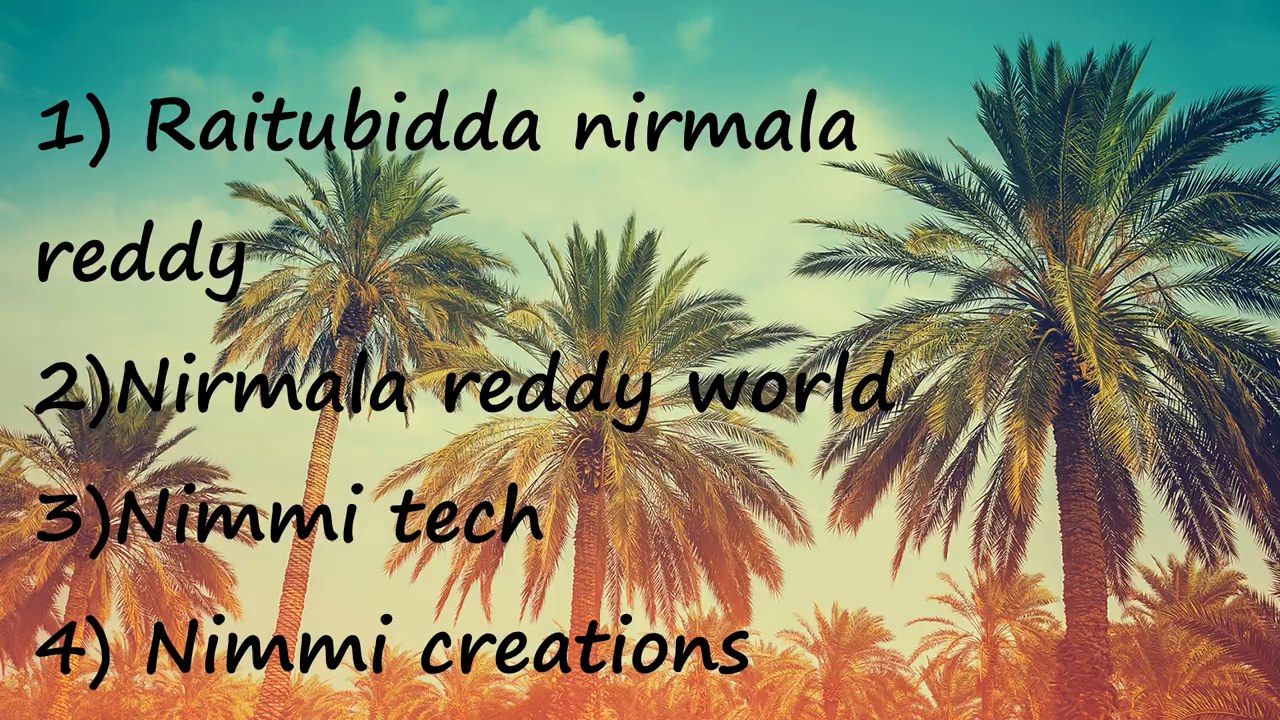 1) Raitubidda nirmala
reddy
2)Nirmala reddy world
3)Nimmi tech
4) Nimmi creations